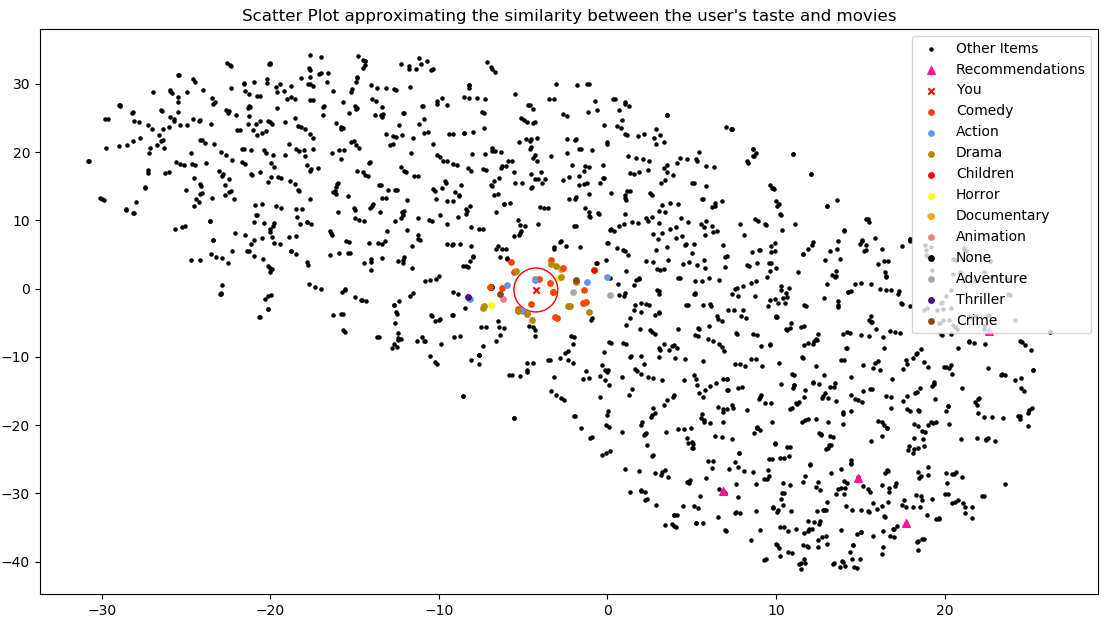 Scatter Plot approximating the similarity between the user's taste and movies
30
20
10
0
−10
−20
−30
−40
−30
−20
−10
0
10
20
Other Items
Recommendations
You
Comedy
Action
Drama
Children
Horror
Documentary
Animation
None
Adventure
Thriller
Crime